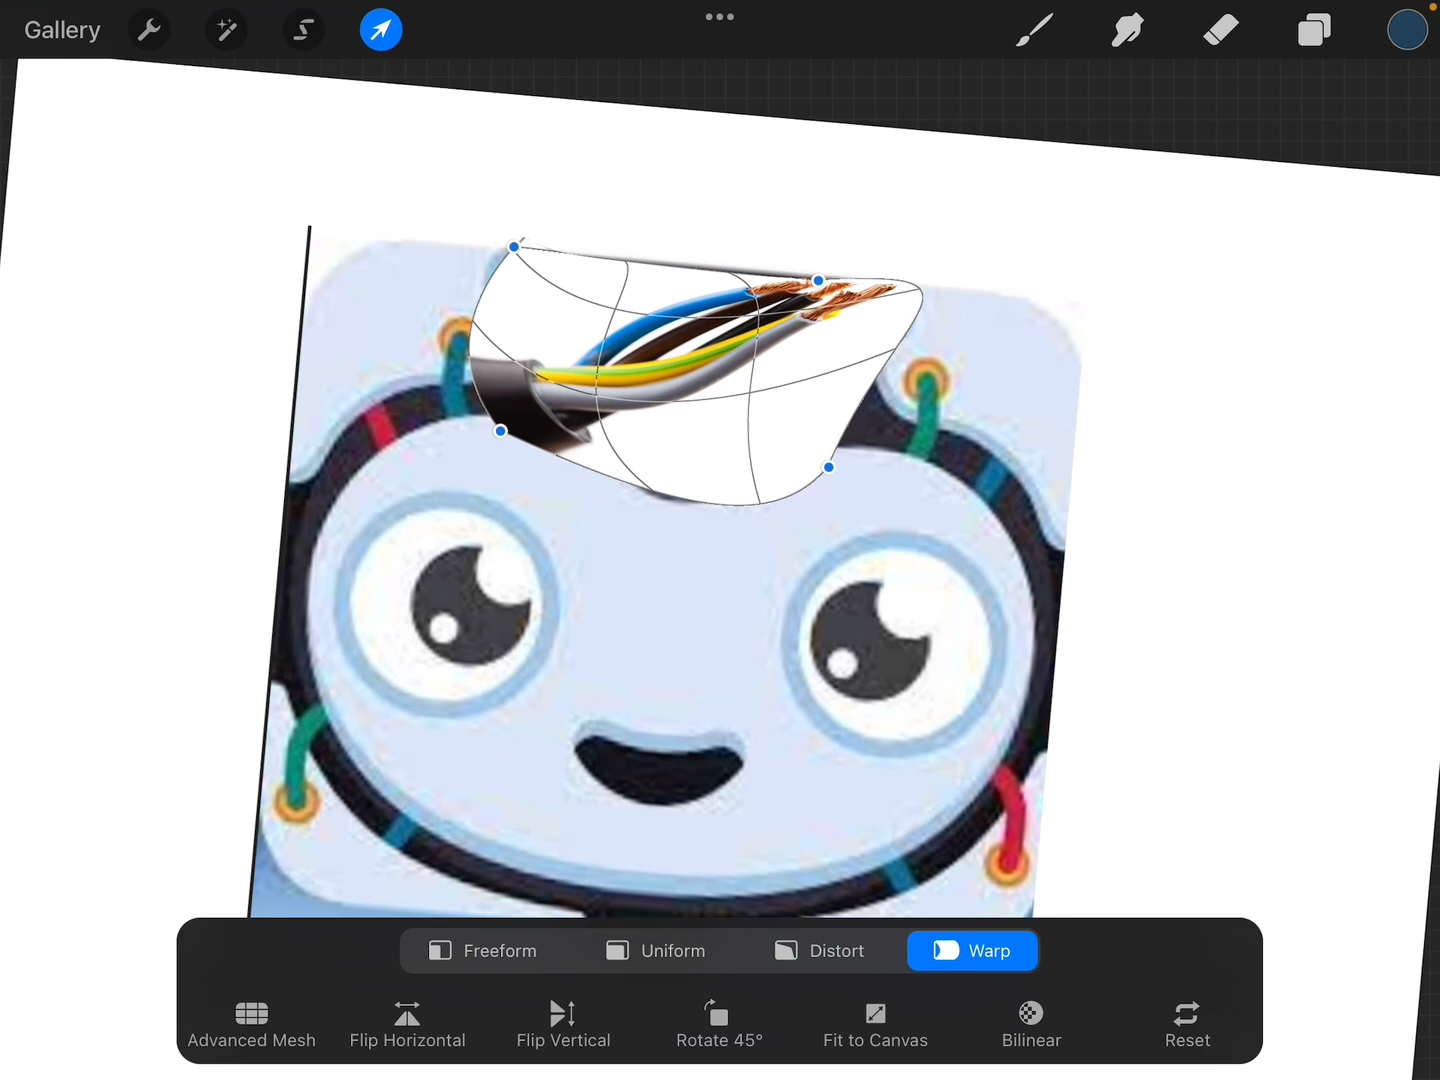 Gallery
Freeform Uniform Distort Warp
Advanced Mesh Flip Horizontal Flip Vertical Rotate 45° Fit to Canvas Bilinear Reset